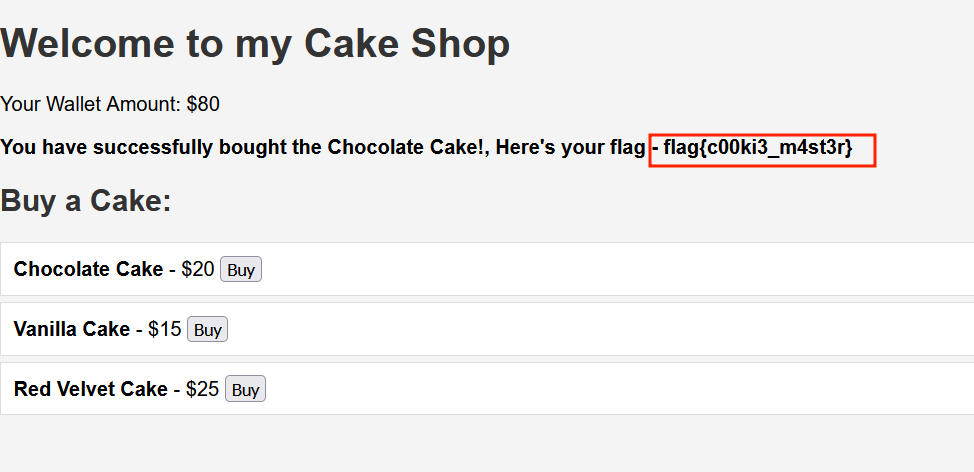 Welcome to my Cake Shop
Your Wallet Amount: $80
You have successfully bought the Chocolate Cake!, Here's your flag - flag{c00ki3_m4st3r}
Buy a Cake:
Chocolate Cake - $20 Buy
Vanilla Cake - $15 Buy
Red Velvet Cake - $25 Buy